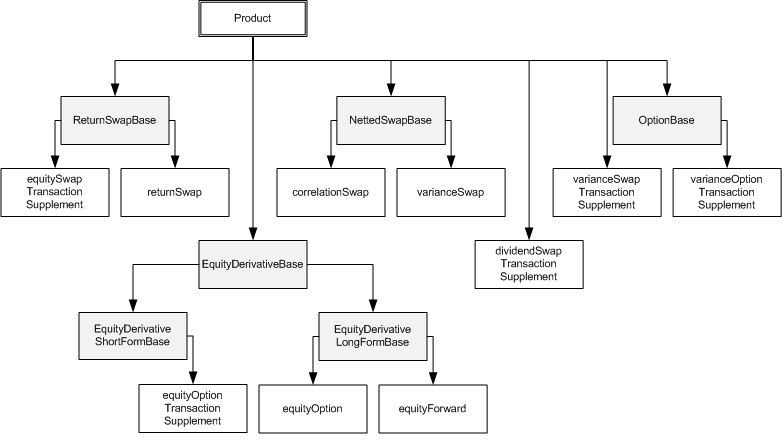 Product
ReturnSwapBase
NettedSwapBase
OptionBase
equitySwap
Transaction
Supplement
returnSwap
correlationSwap
varianceSwap
varianceSwap
Transaction
Supplement
varianceOption
Transaction
Supplement
EquityDerivativeBase
dividendSwap
Transaction
Supplement
EquityDerivative
ShortFormBase
EquityDerivative
LongFormBase
equityOption
Transaction
Supplement
equityOption
equityForward